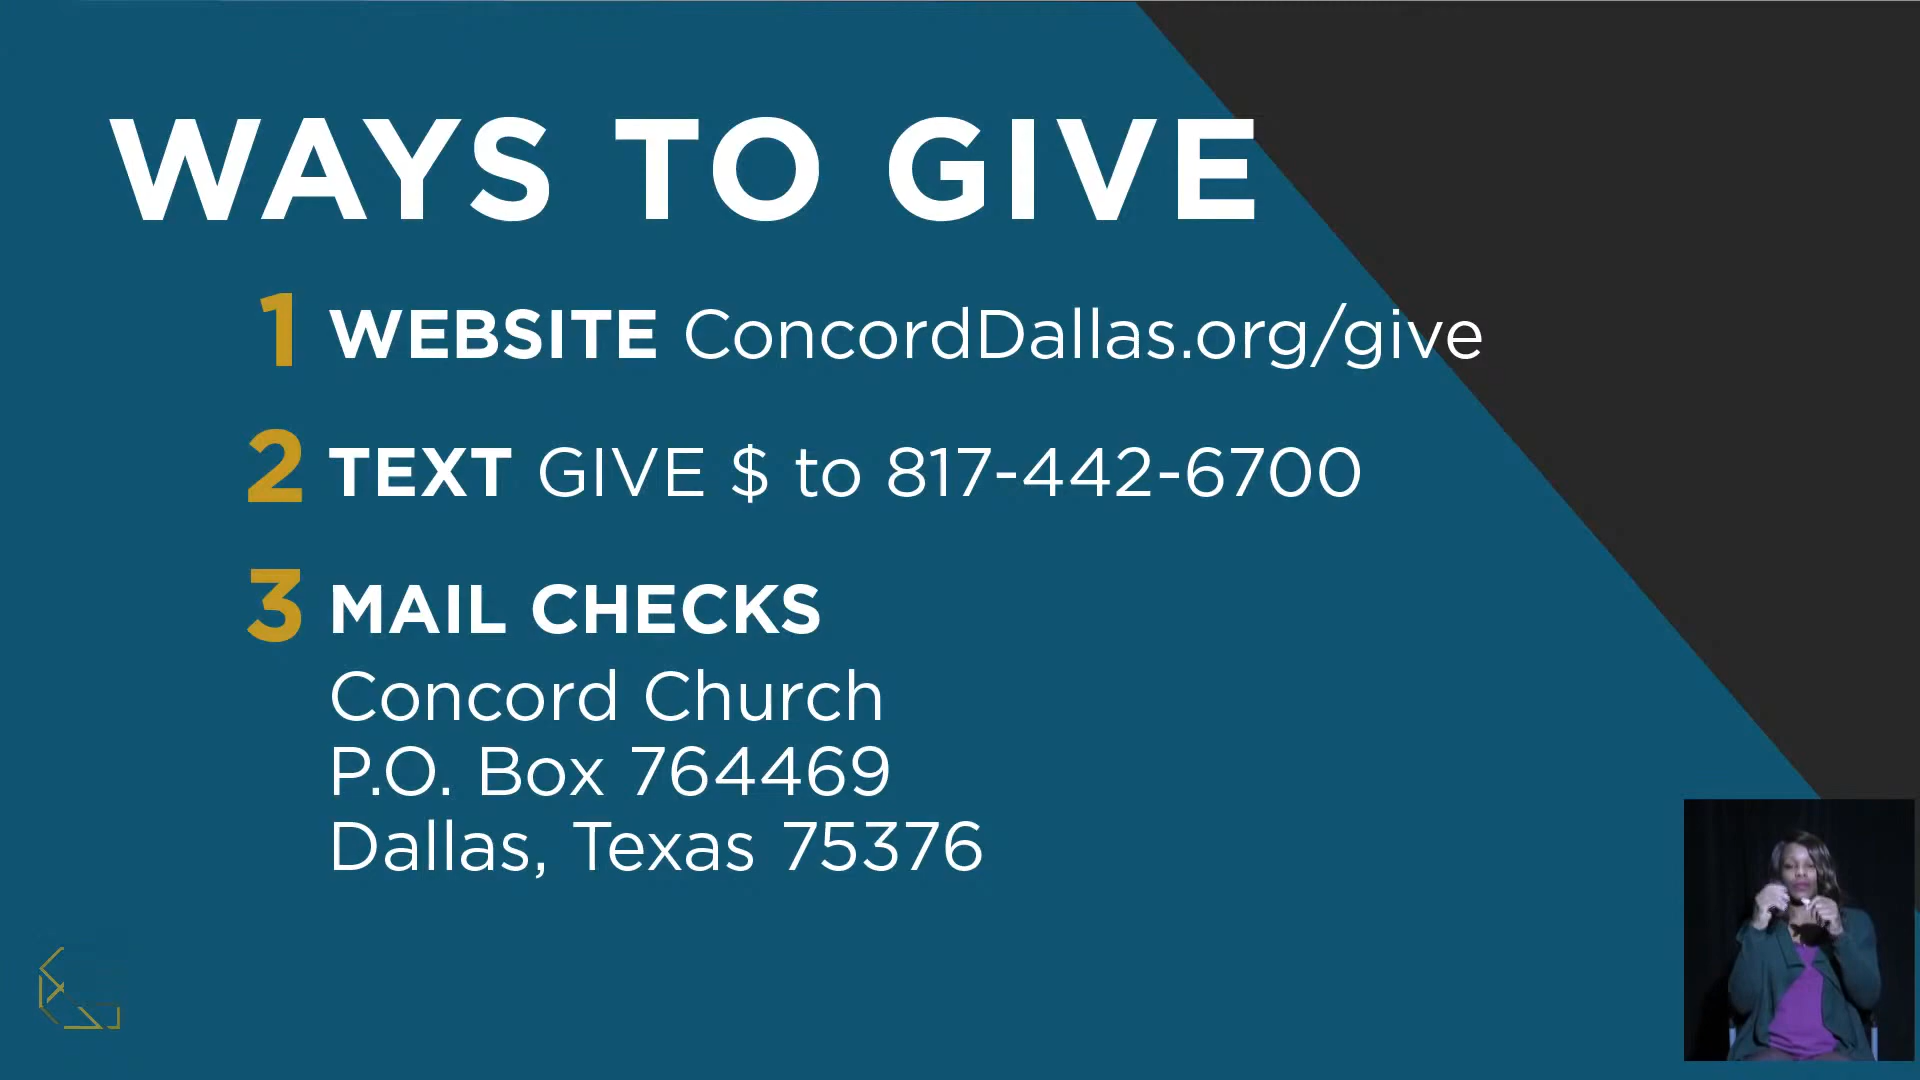 WAYS TO GIVE
1 WEBSITE ConcordDallas.org/give
2 TEXT GIVE $ to 817-442-6700
3 MAIL CHECKS
Concord Church
P.O. Box 764469
Dallas, Texas 75376